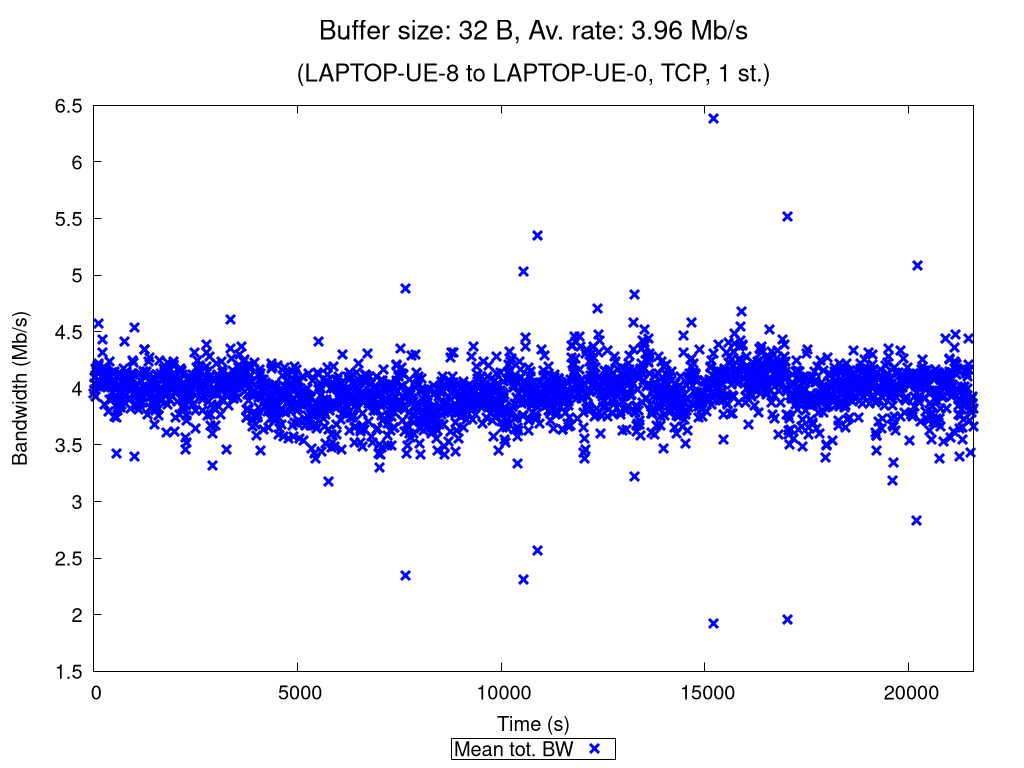 Buffer size: 32 B, Av. rate: 3.96 Mb/s
(LAPTOP-UE-8 to LAPTOP-UE-0, TCP, 1 st.)
6.5
6
5.5
5
4.5
4
3.5
3
2.5
2
1.5
Bandwidth (Mb/s)
0 5000 10000 15000 20000
Time (s)
Mean tot. BW